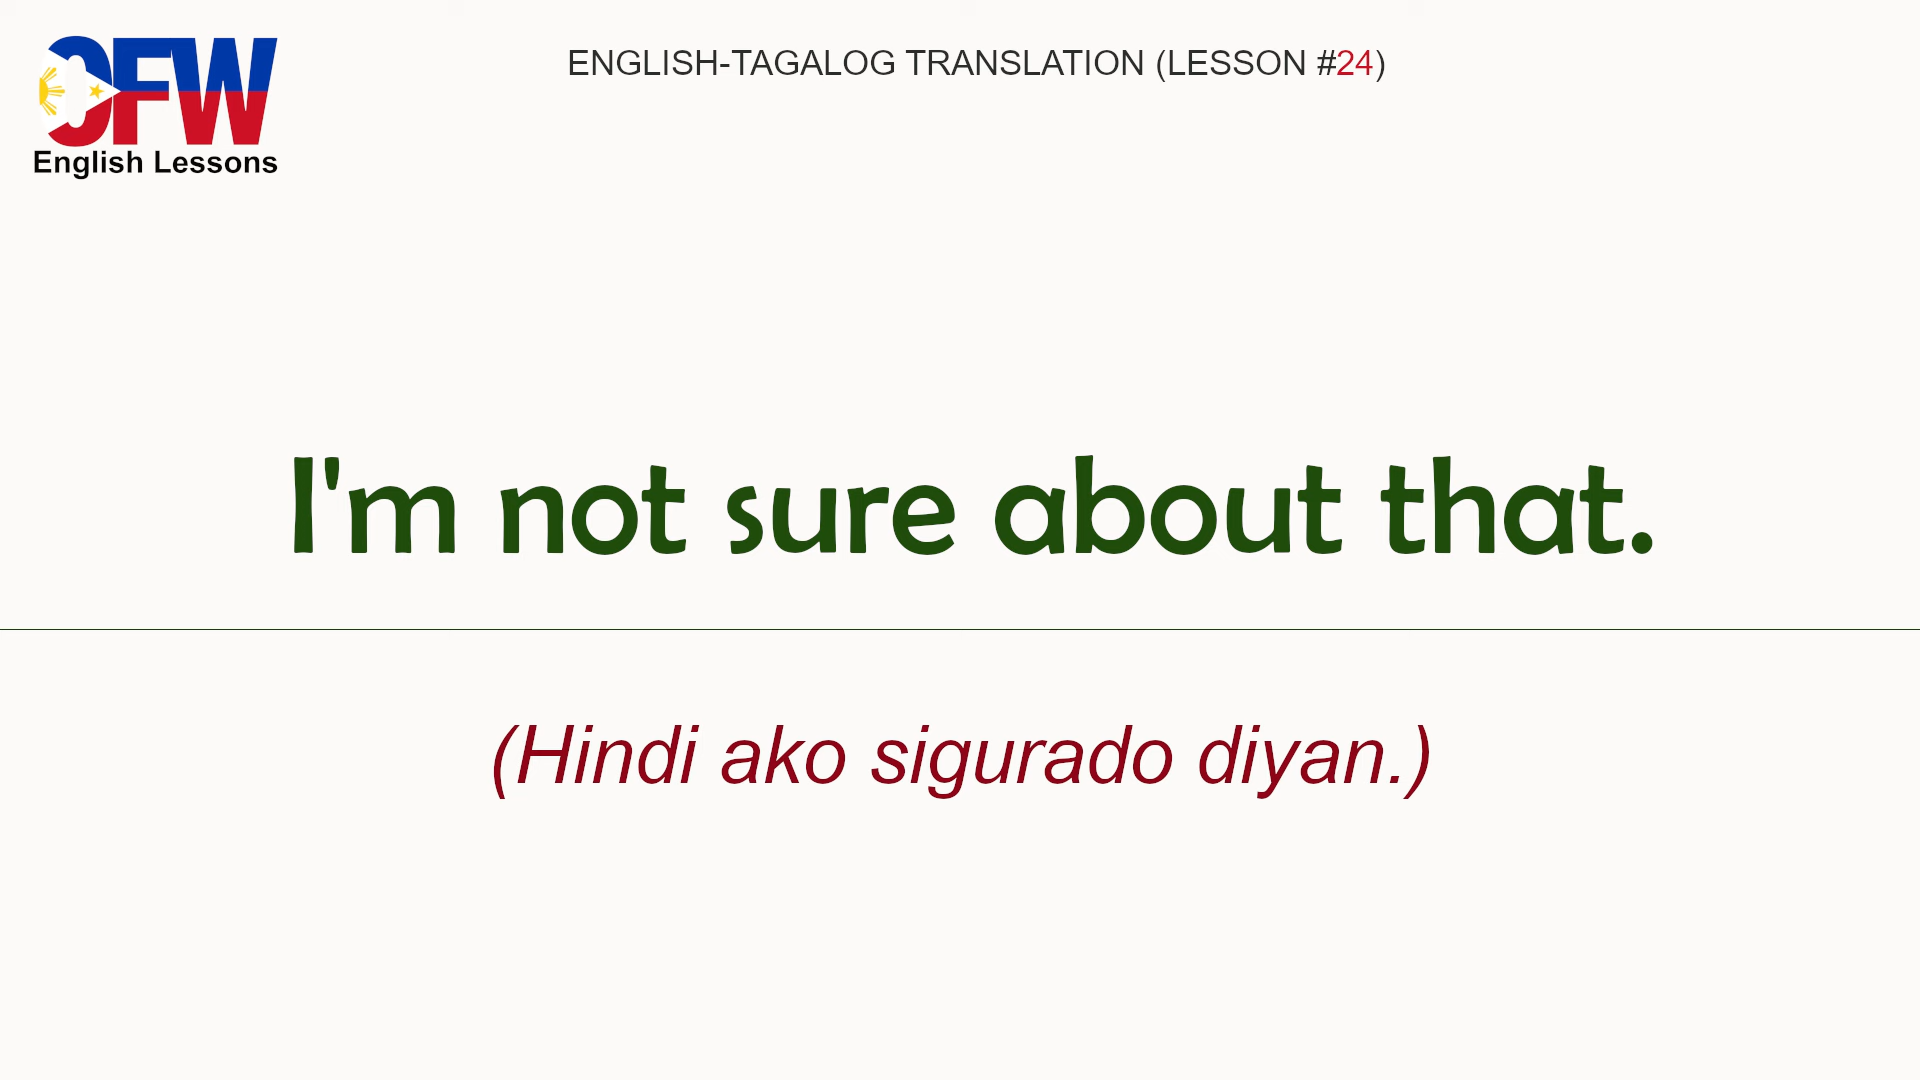 OFW
English Lessons
ENGLISH-TAGALOG TRANSLATION (LESSON #24)
I'm not sure about that.
(Hindi ako sigurado diyan.)